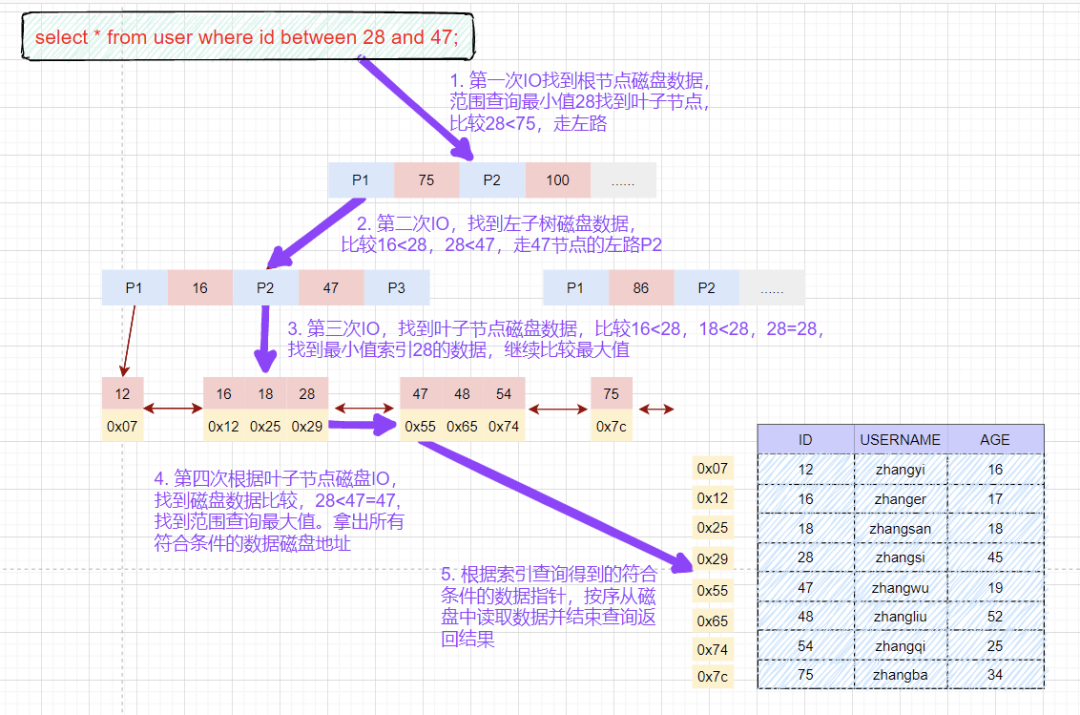 select * from user where id between 28 and 47;
1. 第一次IO找到根节点磁盘数据，
范围查询最小值28找到叶子节点，
比较28<75，走左路
P1 75 P2 100 ......
2. 第二次IO，找到左子树磁盘数据，
比较16<28，28<47，走47节点的左路P2
P1 16 P2 47 P3
P1 86 P2 ......
3. 第三次IO，找到叶子节点磁盘数据，比较16<28，18<28，28=28，
找到最小值索引28的数据，继续比较最大值
12 16 18 28 47 48 54 75
0x07 0x12 0x25 0x29 0x55 0x65 0x74 0x7c
4. 第四次根据叶子节点磁盘IO，
找到磁盘数据比较，28<47=47,
找到范围查询最大值。拿出所有
符合条件的数据磁盘地址
5. 根据索引查询得到的符合
条件的数据指针，按序从磁
盘中读取数据并结束查询返
回结果
ID USERNAME AGE
0x07 12 zhangyi 16
0x12 16 zhanger 17
0x25 18 zhangsan 18
0x29 28 zhangsi 45
0x55 47 zhangwu 19
0x65 48 zhangliu 52
0x74 54 zhangqi 25
0x7c 75 zhangba 34